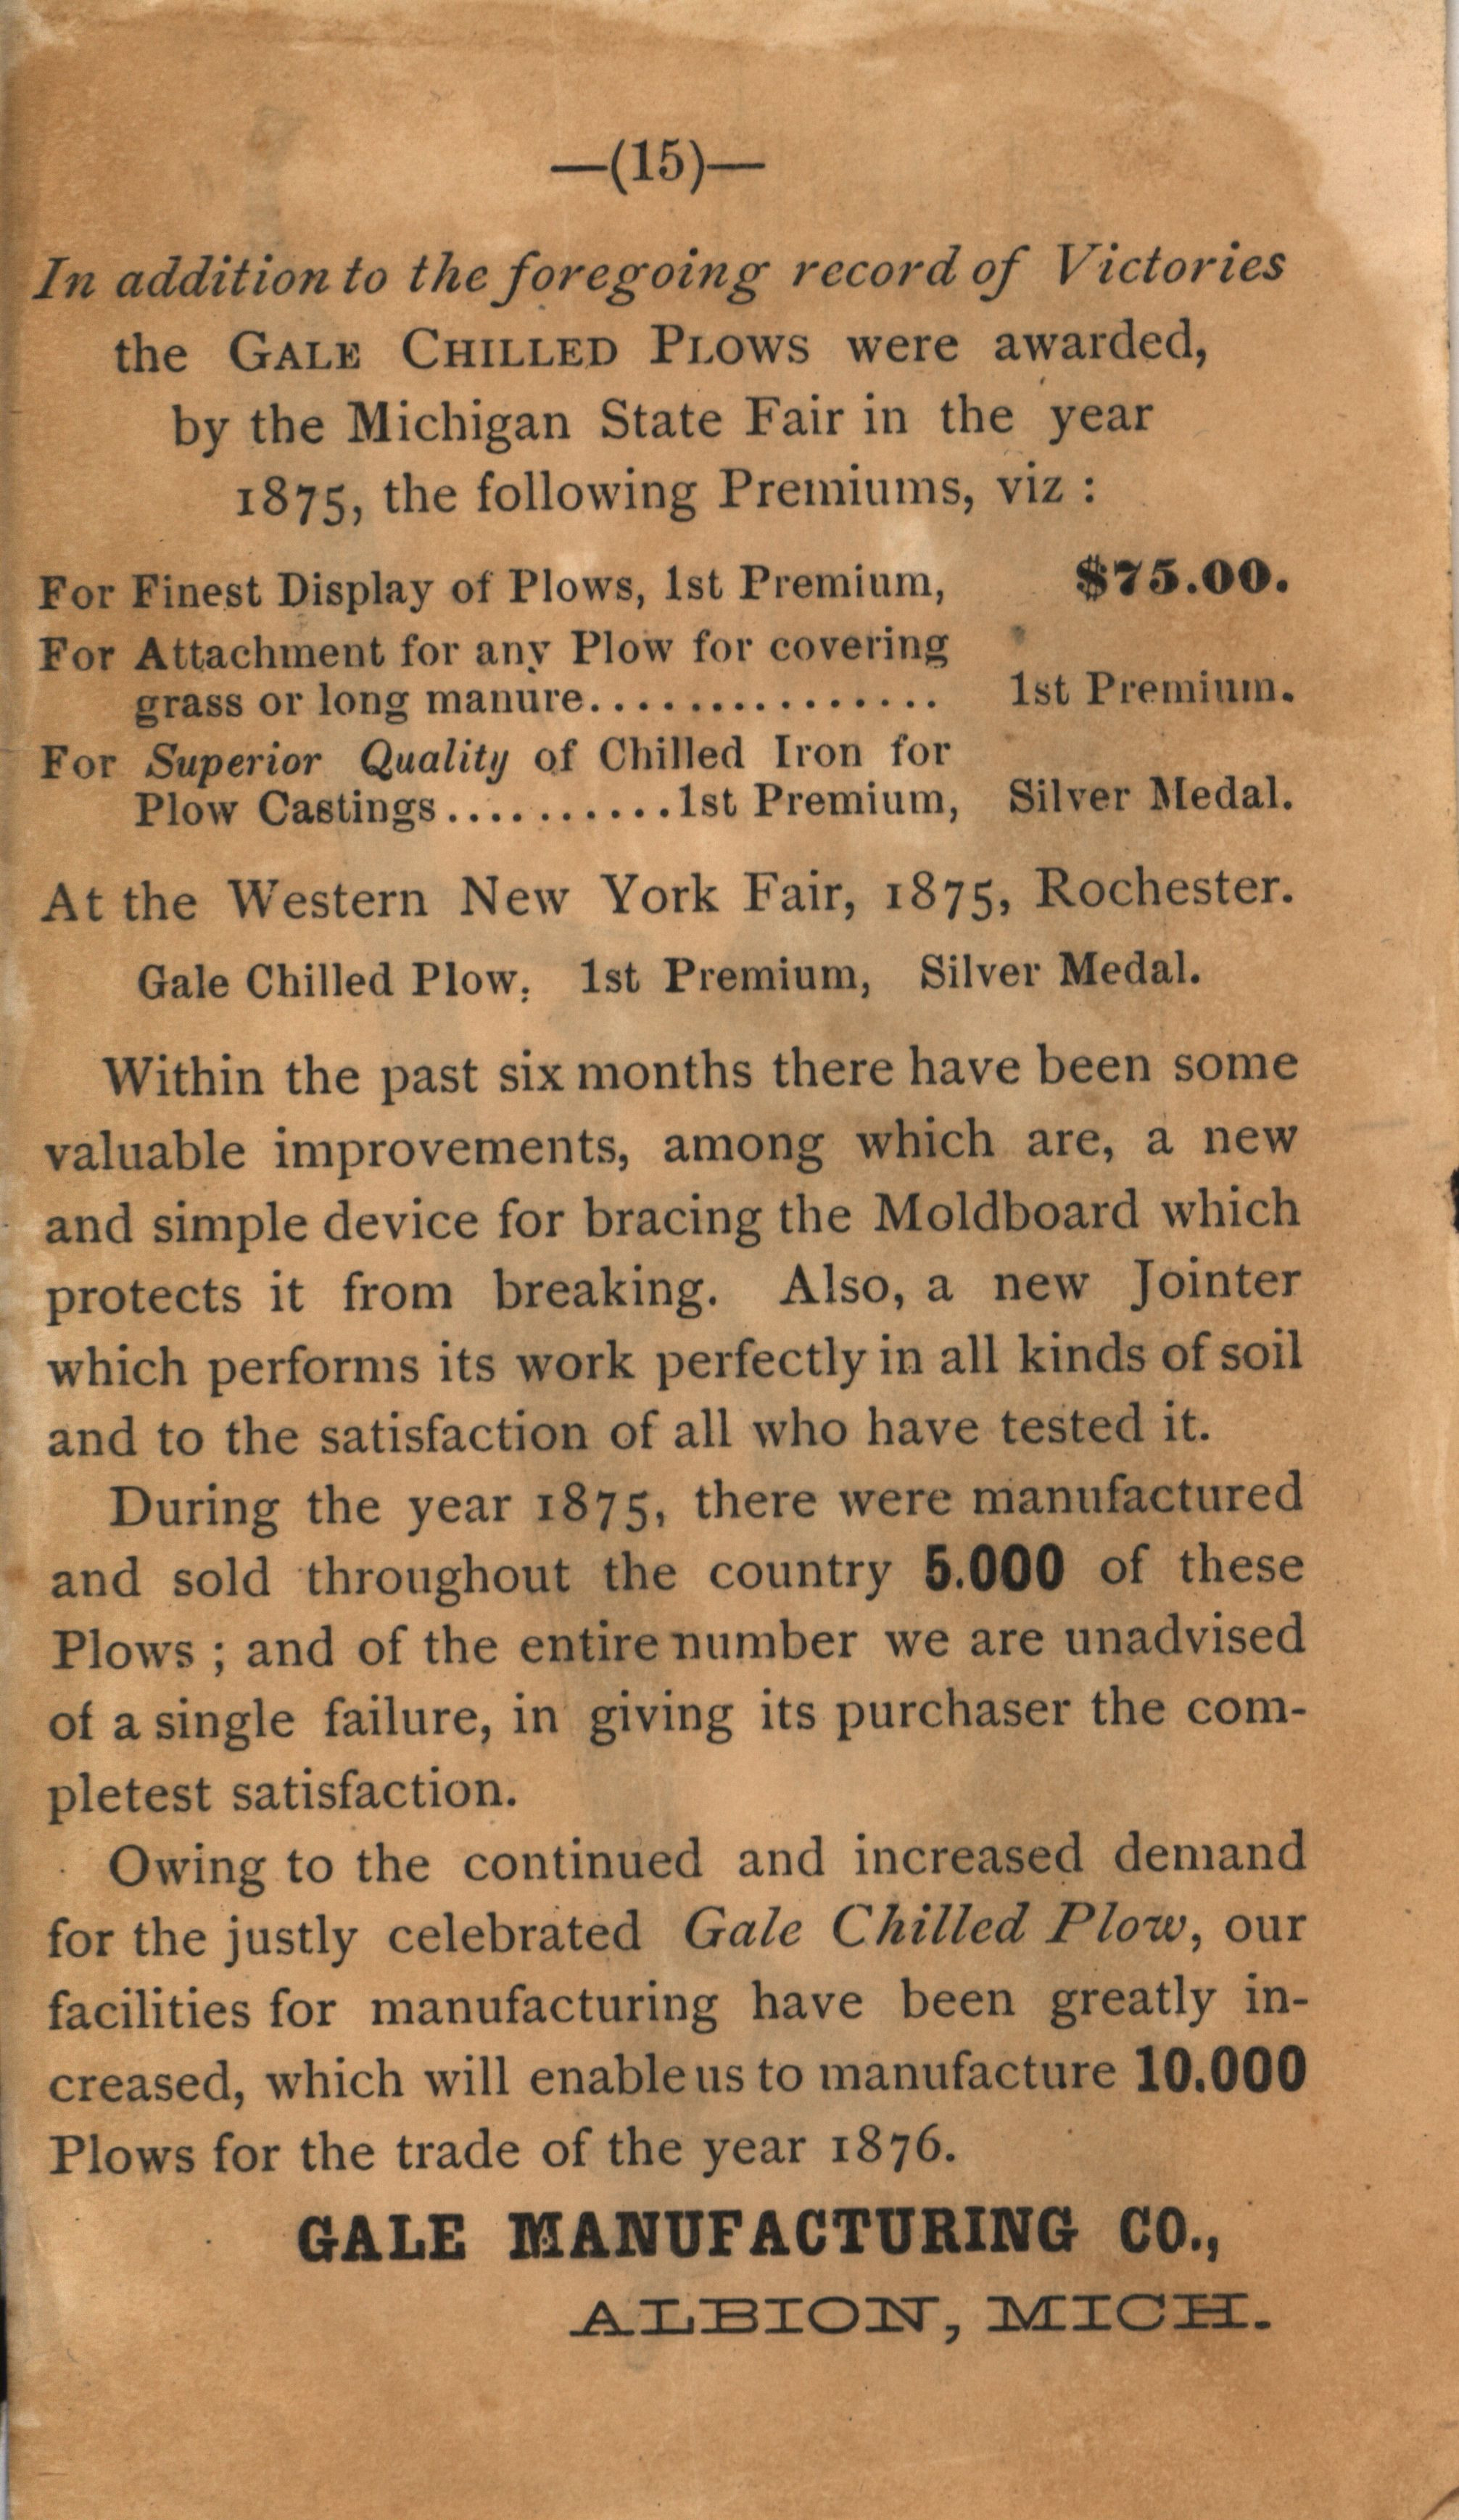 —(15)—
In addition to the foregoing record of Victories
the GALE CHILLED PLOWS were awarded,
by the Michigan State Fair in the year
1875, the following Premiums, viz :
For Finest Display of Plows, 1st Premium, $75.00.
For Attachment for any Plow for covering
grass or long manure............... 1st Premium.
For Superior Quality of Chilled Iron for
Plow Castings..........1st Premium, Silver Medal.
At the Western New York Fair, 1875, Rochester.
Gale Chilled Plow. 1st Premium, Silver Medal.
Within the past six months there have been some
valuable improvements, among which are, a new
and simple device for bracing the Moldboard which
protects it from breaking. Also, a new Jointer
which performs its work perfectly in all kinds of soil
and to the satisfaction of all who have tested it.
During the year 1875, there were manufactured
and sold throughout the country 5.000 of these
Plows ; and of the entire number we are unadvised
of a single failure, in giving its purchaser the com-
pletest satisfaction.
Owing to the continued and increased demand
for the justly celebrated Gale Chilled Plow, our
facilities for manufacturing have been greatly in-
creased, which will enable us to manufacture 10.000
Plows for the trade of the year 1876.
GALE MANUFACTURING CO.,
ALBION, MICH.